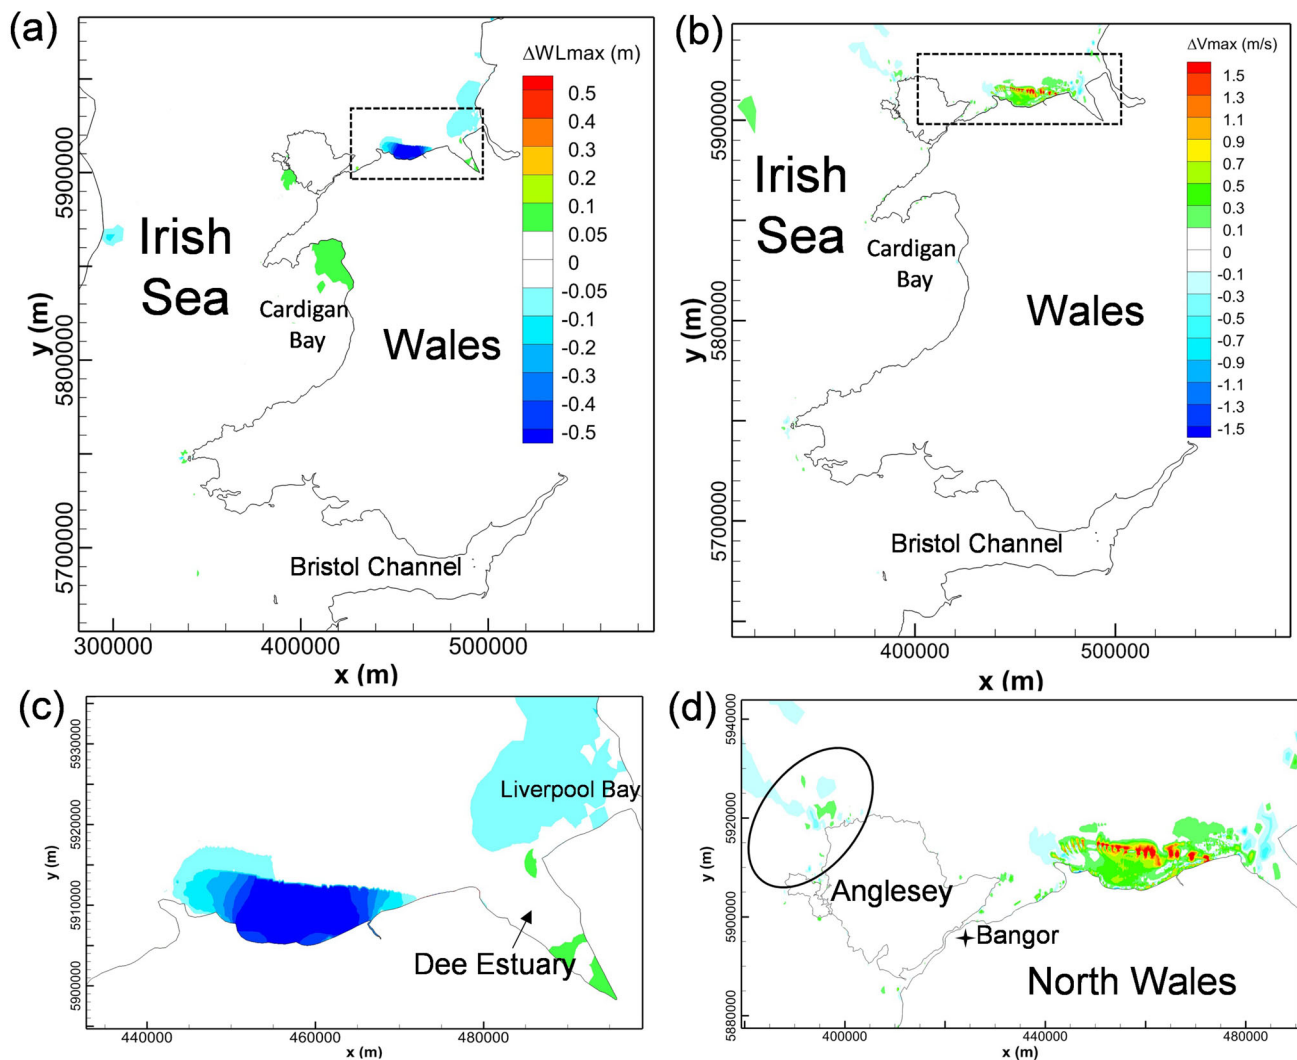 (a)
ΔWLmax (m)
0.5
0.4
0.3
0.2
0.1
0.05
0
-0.05
-0.1
-0.2
-0.3
-0.4
-0.5
Irish
Sea
Cardigan
Bay
Wales
Bristol Channel
y (m)
5900000
5800000
5700000
300000 400000 500000
x (m)
(b)
ΔVmax (m/s)
1.5
1.3
1.1
0.9
0.7
0.5
0.3
0.1
0
-0.1
-0.3
-0.5
-0.7
-0.9
-1.1
-1.3
-1.5
Irish
Sea
Cardigan
Bay
Wales
Bristol Channel
y (m)
5900000
5800000
5700000
400000 500000
x (m)
(c)
Liverpool Bay
Dee Estuary
y (m)
5930000
5920000
5910000
5900000
440000 460000 480000
x (m)
(d)
Anglesey
Bangor
North Wales
y (m)
5940000
5920000
5900000
5880000
400000 440000 480000
x (m)